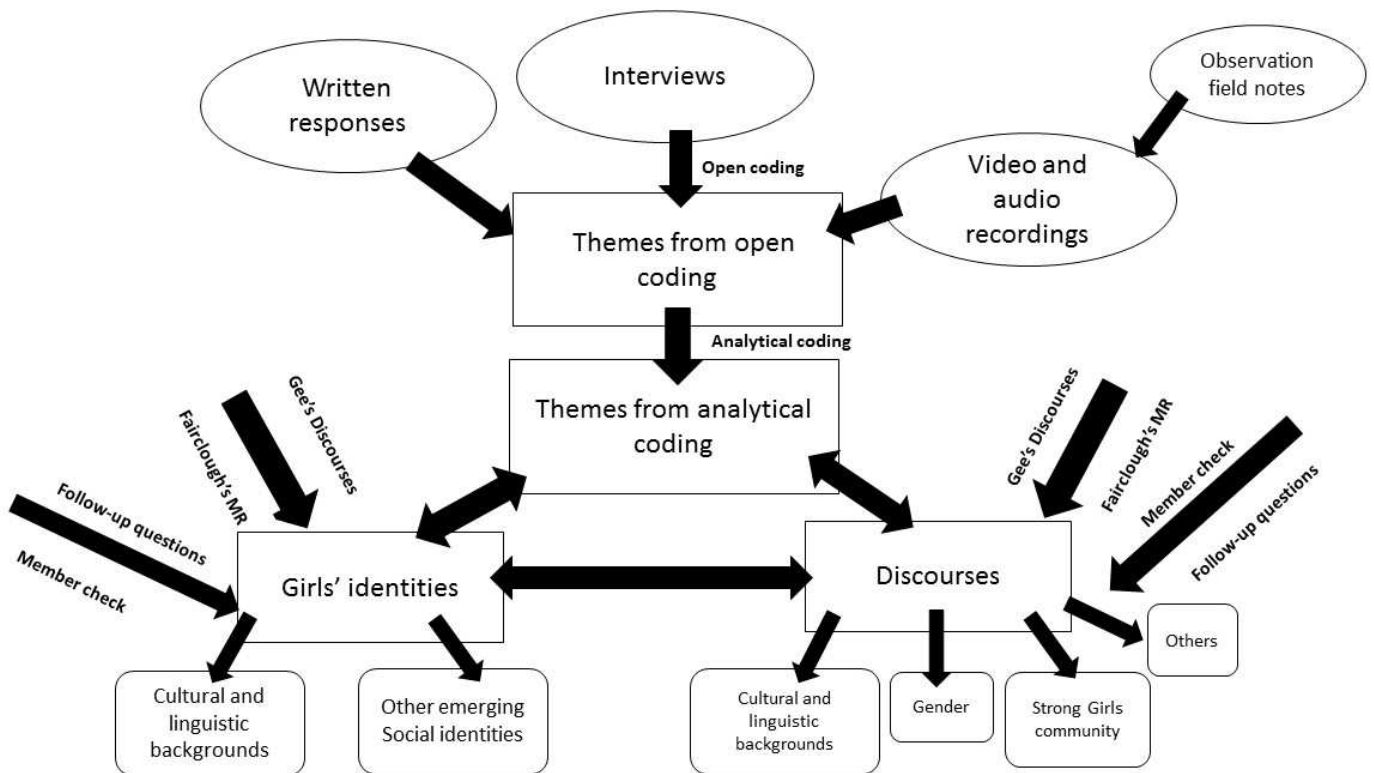 Written
responses
Interviews
Observation
field notes
Open coding
Video and
audio
recordings
Themes from open
coding
Analytical coding
Themes from analytical
coding
Gee's Discourses
Fairclough's MR
Follow-up questions
Member check
Gee's Discourses
Fairclough's MR
Member check
Follow-up questions
Girls' identities
Discourses
Cultural and
linguistic
backgrounds
Other emerging
Social identities
Cultural and
linguistic
backgrounds
Gender
Strong Girls
community
Others